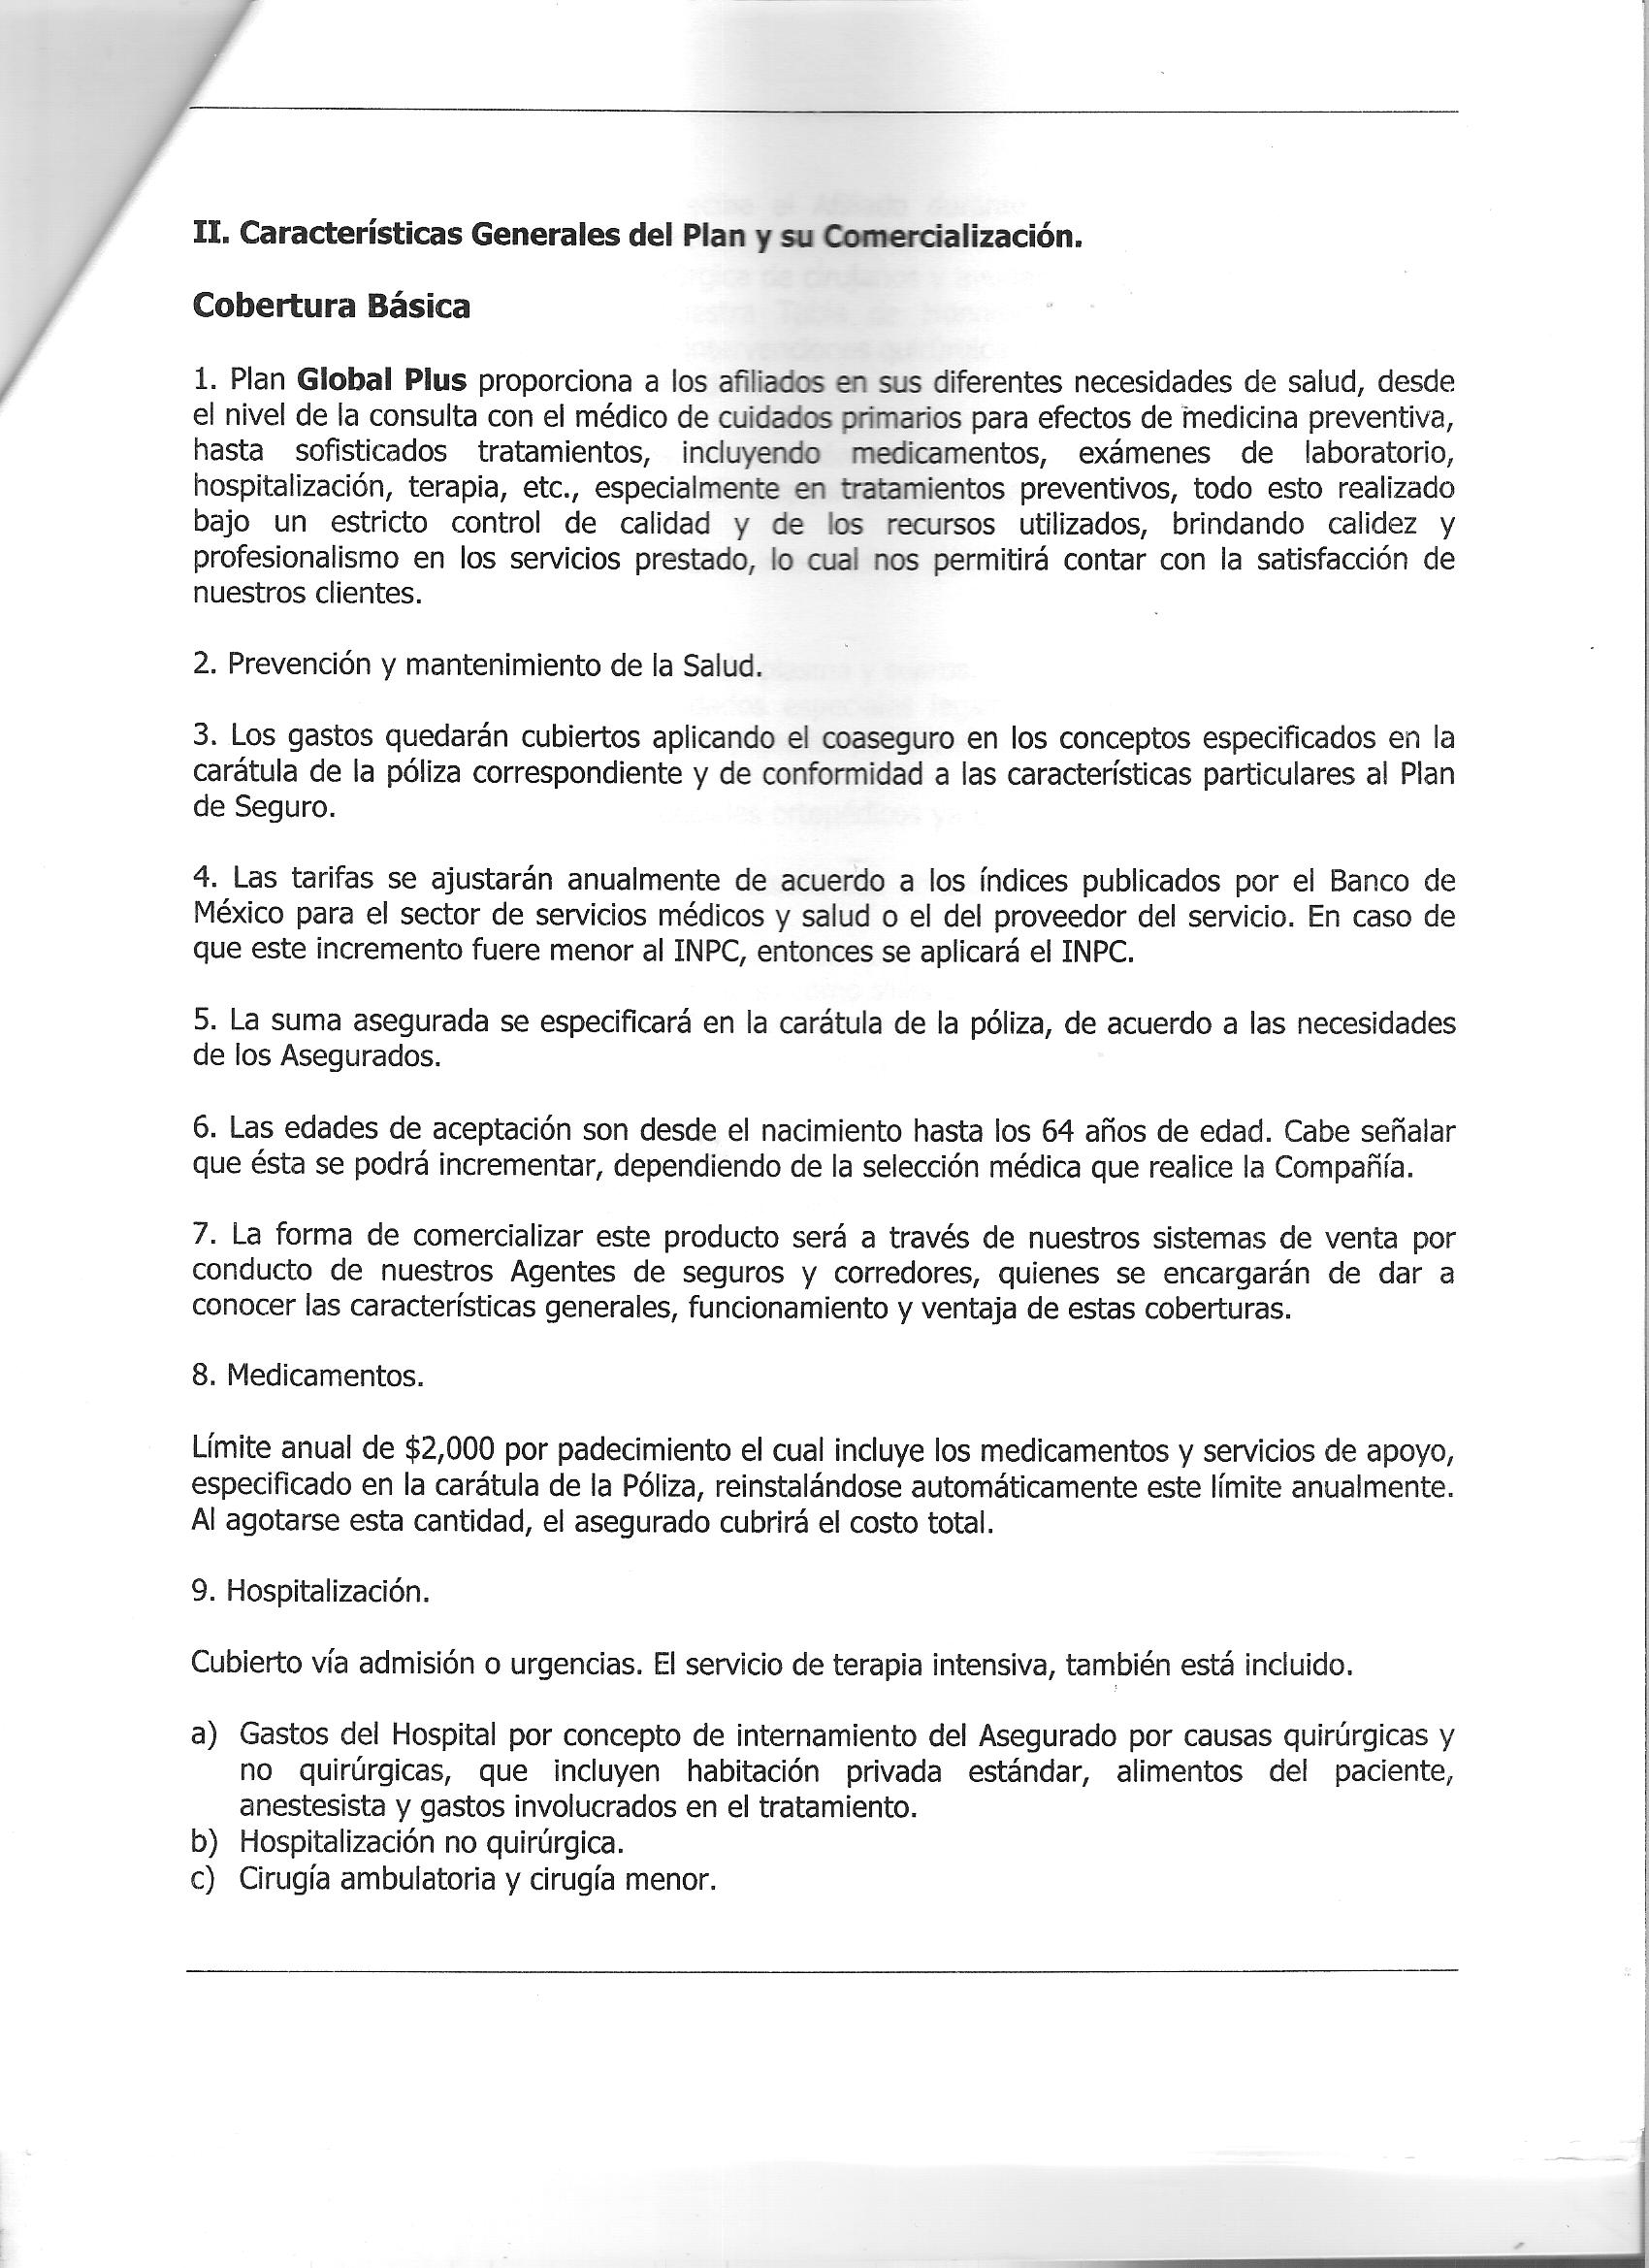 II. Características Generales del Plan y su Comercialización.
Cobertura Básica
1. Plan Global Plus proporciona a los afiliados en sus diferentes necesidades de salud, desde
el nivel de la consulta con el médico de cuidados primarios para efectos de medicina preventiva,
hasta sofisticados tratamientos, incluyendo medicamentos, exámenes de laboratorio,
hospitalización, terapia, etc., especialmente en tratamientos preventivos, todo esto realizado
bajo un estricto control de calidad y de los recursos utilizados, brindando calidez y
profesionalismo en los servicios prestado, lo cual nos permitirá contar con la satisfacción de
nuestros clientes.
2. Prevención y mantenimiento de la Salud.
3. Los gastos quedarán cubiertos aplicando el coaseguro en los conceptos especificados en la
carátula de la póliza correspondiente y de conformidad a las características particulares al Plan
de Seguro.
4. Las tarifas se ajustarán anualmente de acuerdo a los índices publicados por el Banco de
México para el sector de servicios médicos y salud o el del proveedor del servicio. En caso de
que este incremento fuere menor al INPC, entonces se aplicará el INPC.
5. La suma asegurada se especificará en la carátula de la póliza, de acuerdo a las necesidades
de los Asegurados.
6. Las edades de aceptación son desde el nacimiento hasta los 64 años de edad. Cabe señalar
que ésta se podrá incrementar, dependiendo de la selección médica que realice la Compañía.
7. La forma de comercializar este producto será a través de nuestros sistemas de venta por
conducto de nuestros Agentes de seguros y corredores, quienes se encargarán de dar a
conocer las características generales, funcionamiento y ventaja de estas coberturas.
8. Medicamentos.
Límite anual de $2,000 por padecimiento el cual incluye los medicamentos y servicios de apoyo,
especificado en la carátula de la Póliza, reinstalándose automáticamente este límite anualmente.
Al agotarse esta cantidad, el asegurado cubrirá el costo total.
9. Hospitalización.
Cubierto vía admisión o urgencias. El servicio de terapia intensiva, también está incluido.
a) Gastos del Hospital por concepto de internamiento del Asegurado por causas quirúrgicas y
no quirúrgicas, que incluyen habitación privada estándar, alimentos del paciente,
anestesista y gastos involucrados en el tratamiento.
b) Hospitalización no quirúrgica.
c) Cirugía ambulatoria y cirugía menor.